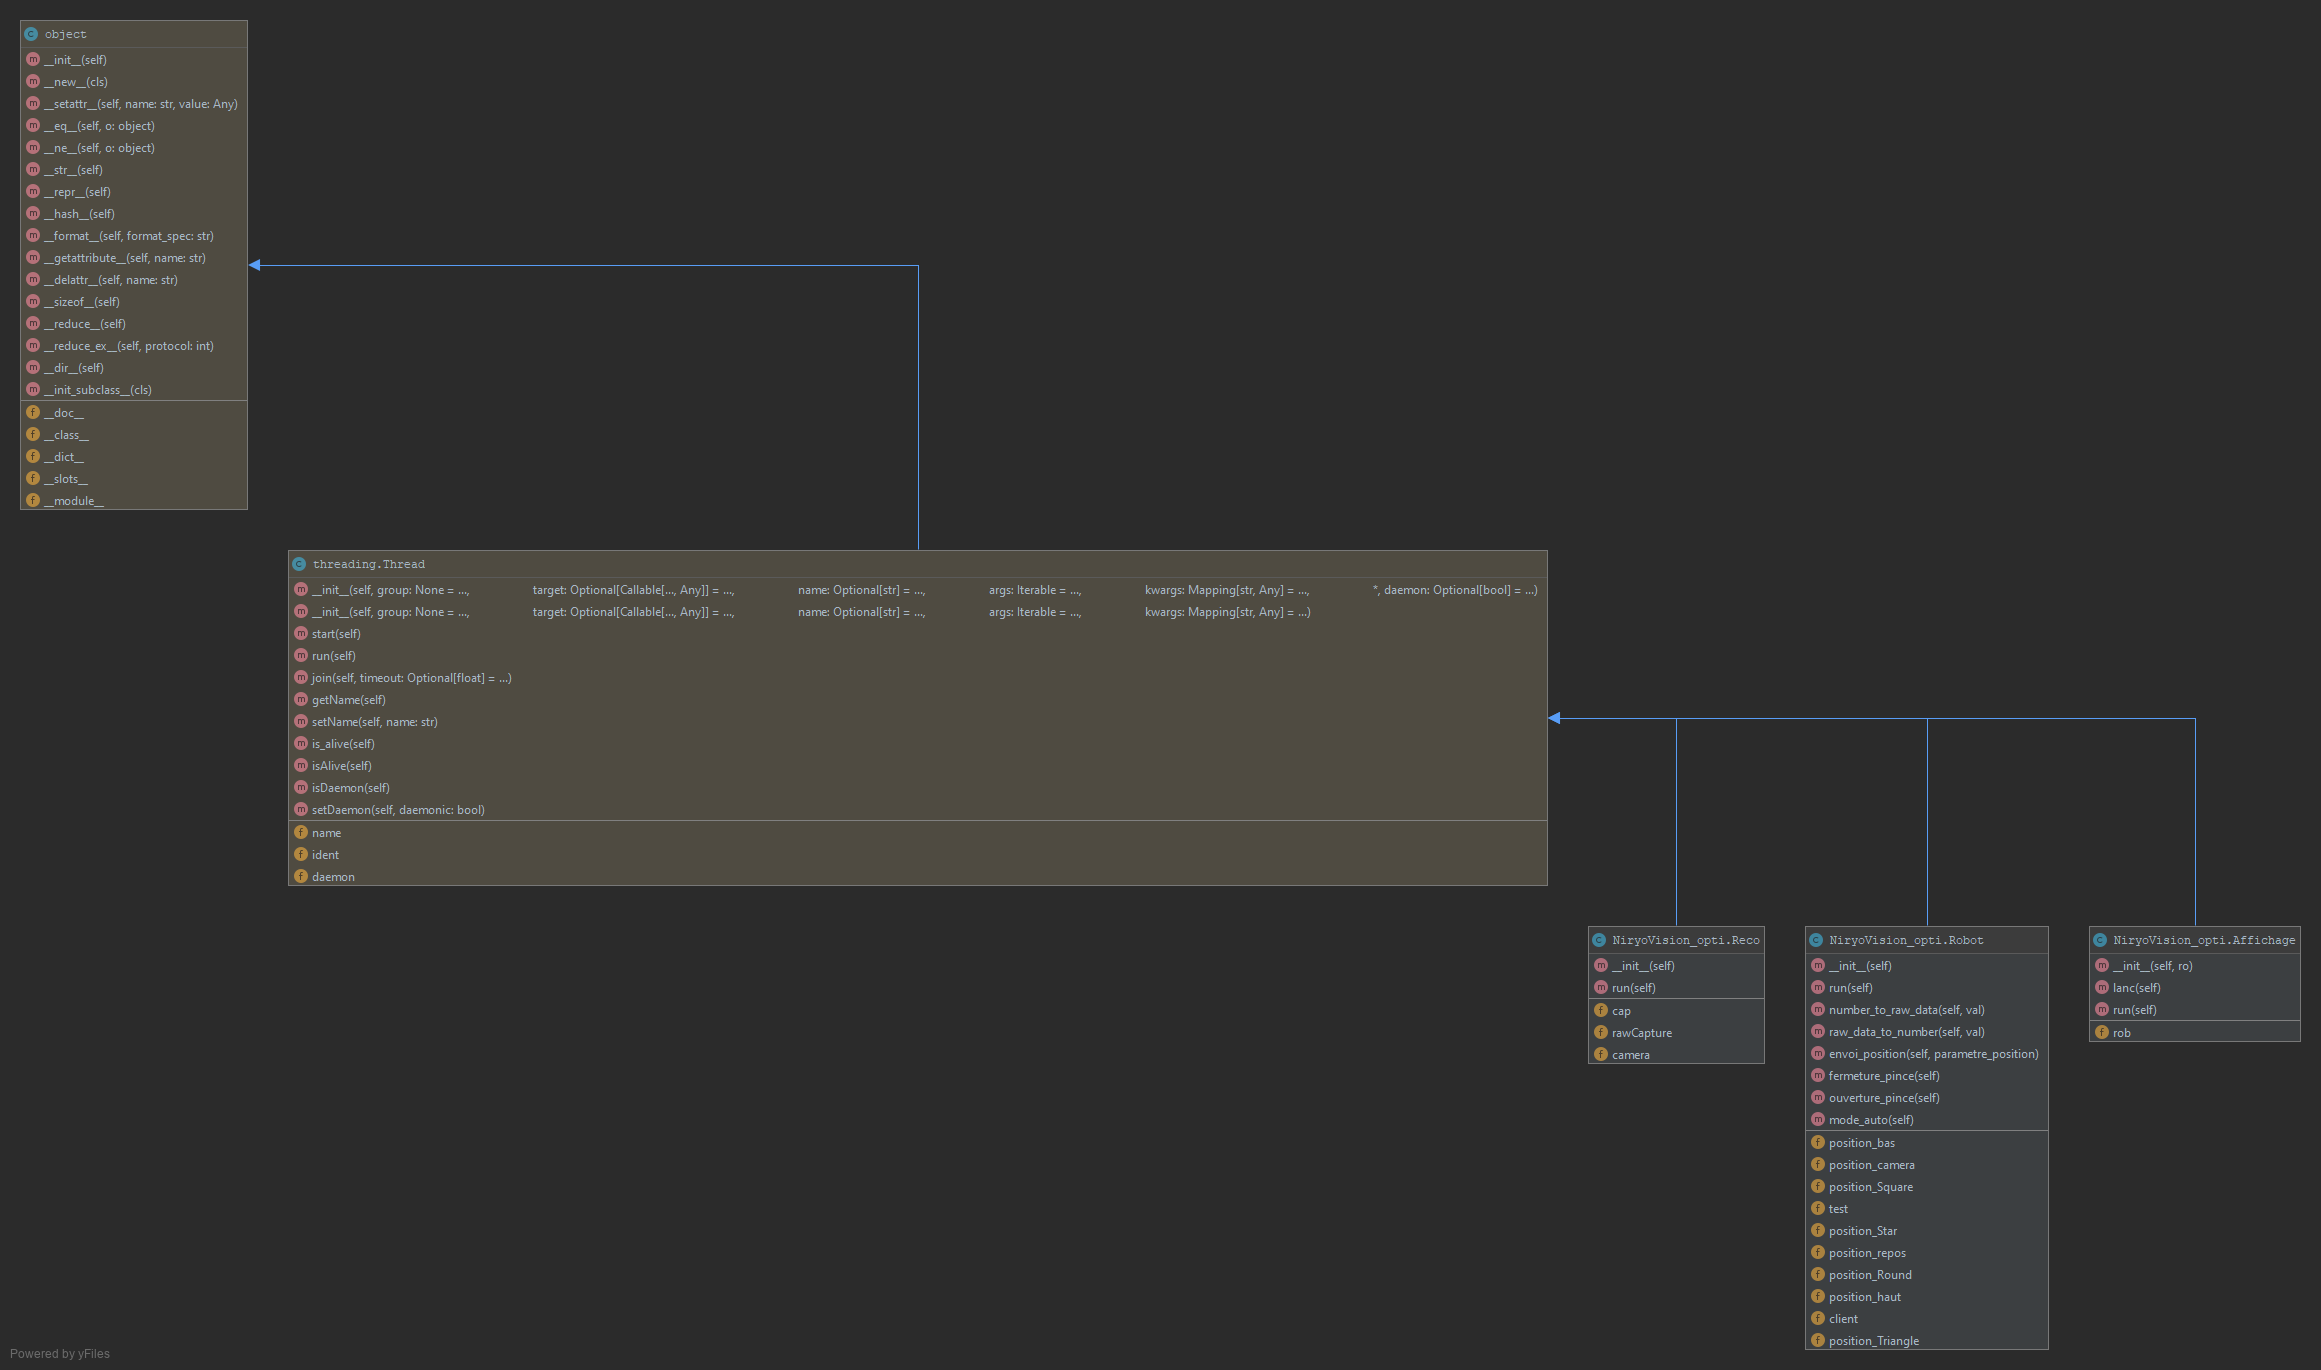 object
__init__(self)
__new__(cls)
__setattr__(self, name: str, value: Any)
__eq__(self, o: object)
__ne__(self, o: object)
__str__(self)
__repr__(self)
__hash__(self)
__format__(self, format_spec: str)
__getattribute__(self, name: str)
__delattr__(self, name: str)
__sizeof__(self)
__reduce__(self)
__reduce_ex__(self, protocol: int)
__dir__(self)
__init_subclass__(cls)
__doc__
__class__
__dict__
__slots__
__module__
threading.Thread
__init__(self, group: None = ..., target: Optional[Callable[..., Any]] = ..., name: Optional[str] = ..., args: Iterable = ..., kwargs: Mapping[str, Any] = ..., *, daemon: Optional[bool] = ...)
__init__(self, group: None = ..., target: Optional[Callable[..., Any]] = ..., name: Optional[str] = ..., args: Iterable = ..., kwargs: Mapping[str, Any] = ...)
start(self)
run(self)
join(self, timeout: Optional[float] = ...)
getName(self)
setName(self, name: str)
is_alive(self)
isAlive(self)
isDaemon(self)
setDaemon(self, daemonic: bool)
name
ident
daemon
NiryoVision_opti.Reco
__init__(self)
run(self)
cap
rawCapture
camera
NiryoVision_opti.Robot
__init__(self)
run(self)
number_to_raw_data(self, val)
raw_data_to_number(self, val)
envoi_position(self, parametre_position)
fermeture_pince(self)
ouverture_pince(self)
mode_auto(self)
position_bas
position_camera
position_Square
test
position_Star
position_repos
position_Round
position_haut
client
position_Triangle
NiryoVision_opti.Affichage
__init__(self, ro)
lanc(self)
run(self)
rob
Powered by yFiles